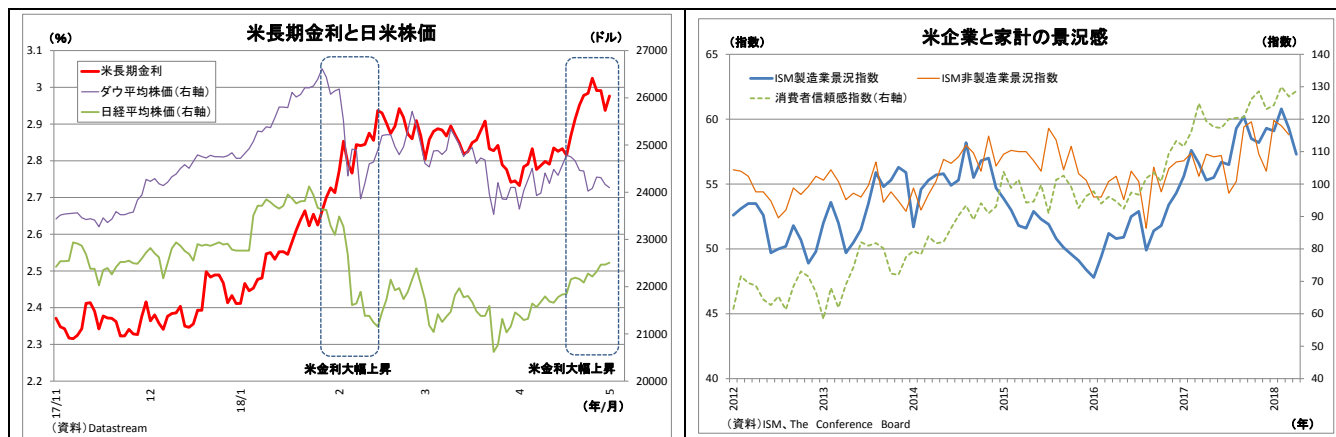 米長期金利と日米株価
(%)
(ドル)
米長期金利
ダウ平均株価(右軸)
日経平均株価(右軸)
3.1
3
2.9
2.8
2.7
2.6
2.5
2.4
2.3
2.2
27000
26000
25000
24000
23000
22000
21000
20000
米金利大幅上昇
米金利大幅上昇
17/11
12
18/1
2
3
4
5
(年/月)
(資料)Datastream
米企業と家計の景況感
(指数)
(指数)
ISM製造業景況指数
ISM非製造業景況指数
消費者信頼感指数(右軸)
65
60
55
50
45
40
140
130
120
110
100
90
80
70
60
50
40
2012
2013
2014
2015
2016
2017
2018
(資料)ISM、The Conference Board
(年)